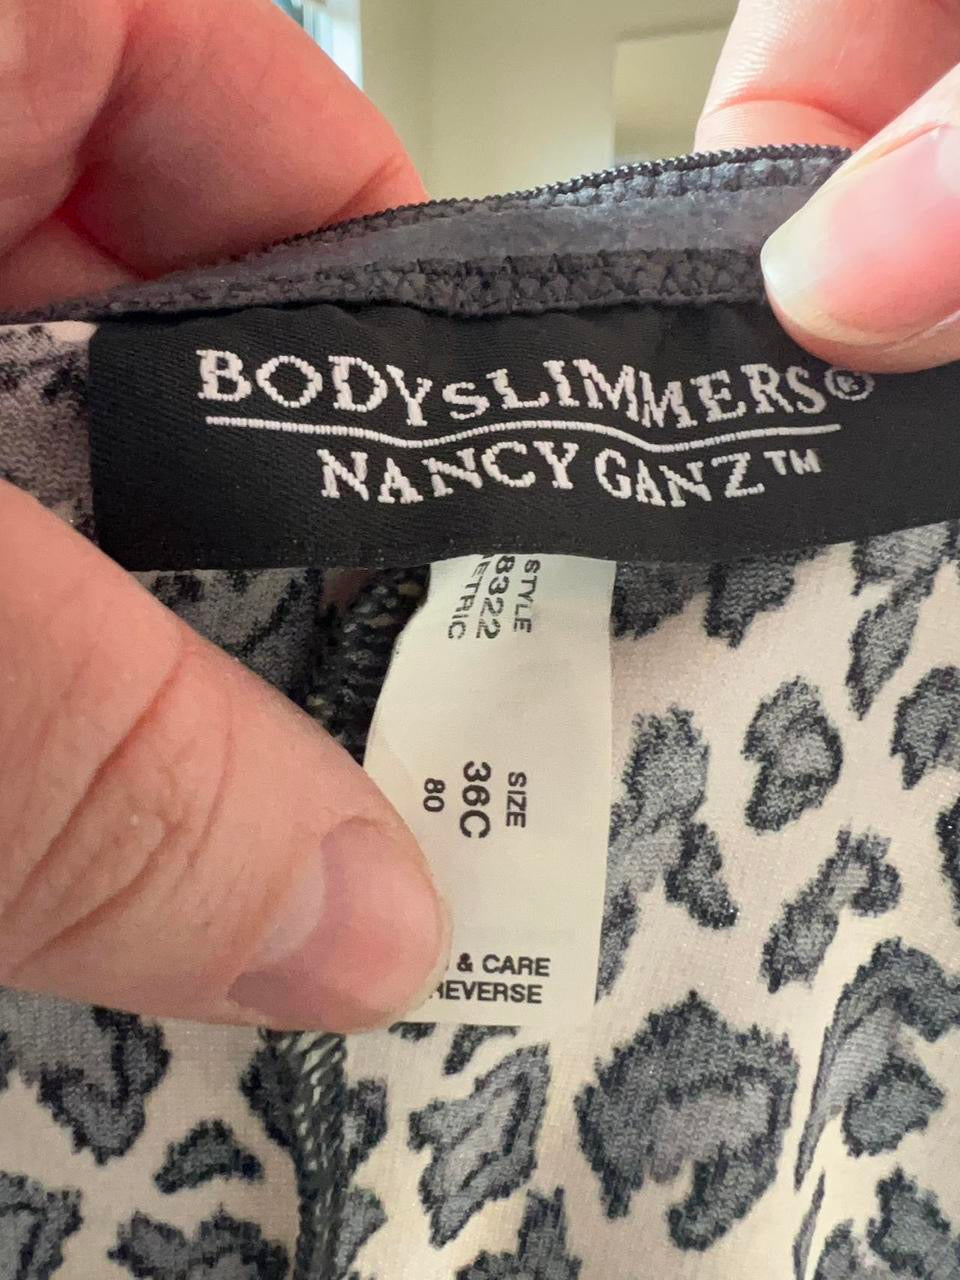 BODYSLIMMERS®
NANCY GANZ™
STYLE
8322
ETRIC
SIZE
36C
80
& CARE
REVERSE